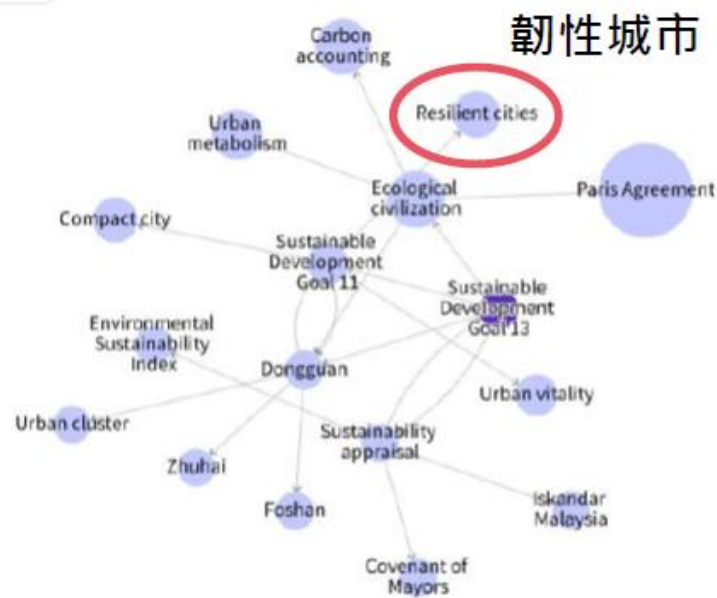 韌性城市
Carbon
accounting
Resilient cities
Urban
metabolism
Ecological
civilization
Paris Agreement
Compact city
Sustainable
Development
Goal 11
Sustainable
Development
Goal 13
Environmental
Sustainability
Index
Dongguan
Urban vitality
Urban cluster
Sustainability
appraisal
Zhuhai
Foshan
Iskandar
Malaysia
Covenant of
Mayors